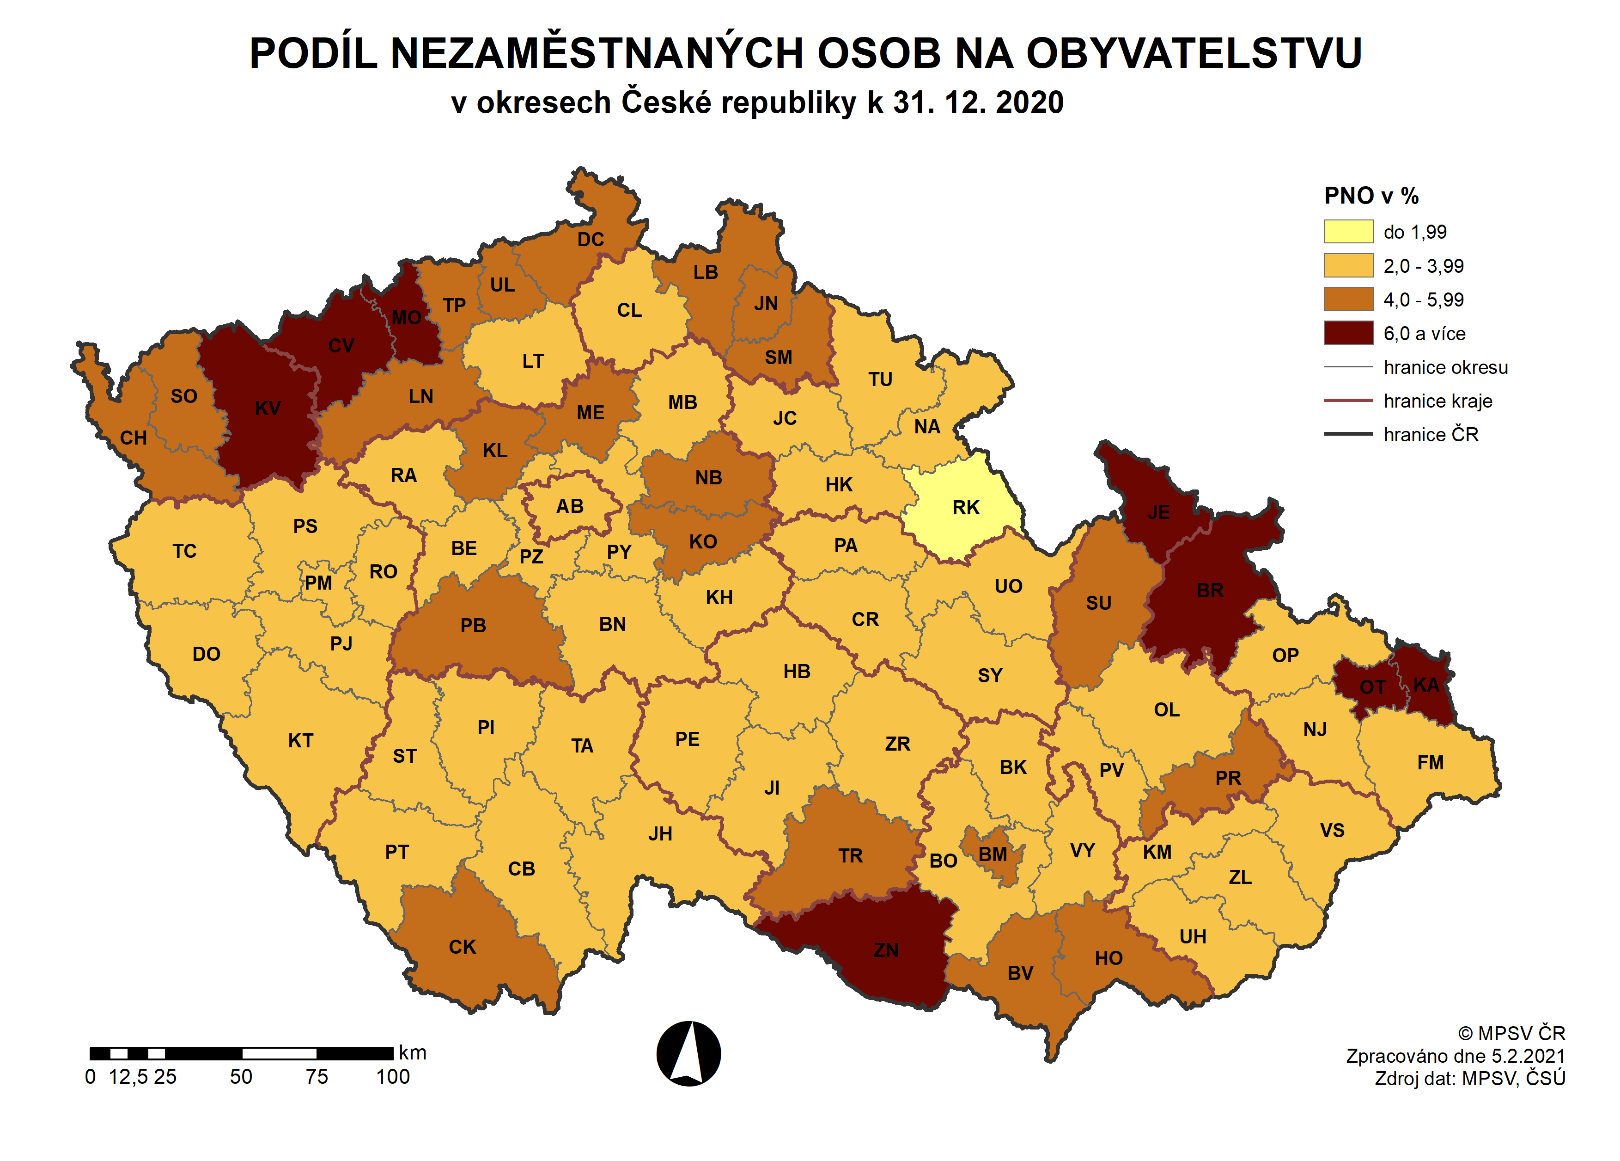 PODÍL NEZAMĚSTNANÝCH OSOB NA OBYVATELSTVU
v okresech České republiky k 31. 12. 2020
PNO v %
do 1,99
2,0 - 3,99
4,0 - 5,99
6,0 a více
hranice okresu
hranice kraje
hranice ČR
DC
LB
UL
JN
TP
CL
MO
CV
SM
LT
TU
SO
KV
LN
ME
MB
JC
NA
CH
KL
RA
NB
HK
AB
RK
JE
PS
KO
PA
TC
BE
PZ
PY
RO
PM
UO
BR
KH
SU
CR
PB
BN
PJ
DO
OP
HB
SY
OT
KA
OL
PI
NJ
KT
PE
TA
ZR
ST
FM
BK
PV
PR
JI
VS
JH
PT
TR
BO
BM
VY
KM
CB
ZL
UH
CK
ZN
HO
BV
km
0 12,5 25 50 75 100
© MPSV ČR
Zpracováno dne 5.2.2021
Zdroj dat: MPSV, ČSÚ